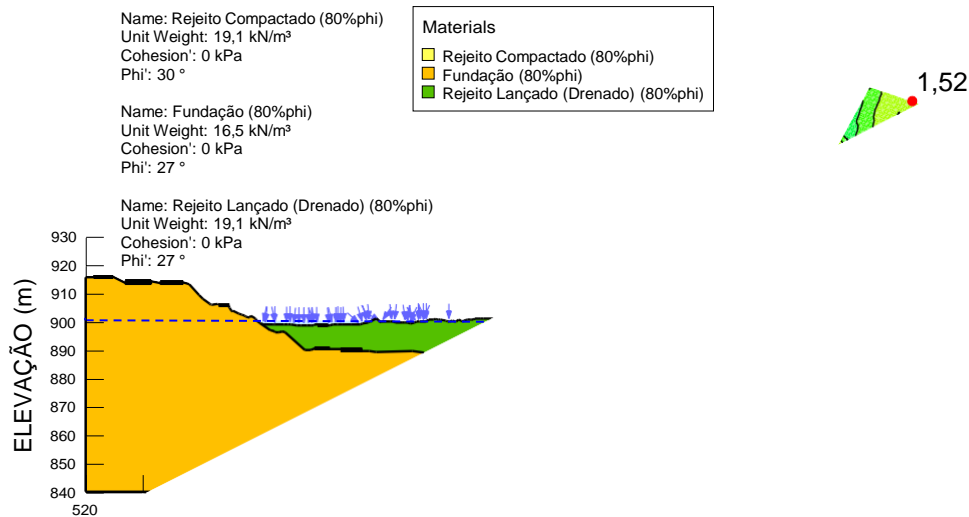 Name: Rejeito Compactado (80%phi)
Unit Weight: 19,1 kN/m³
Cohesion': 0 kPa
Phi': 30 °
Name: Fundação (80%phi)
Unit Weight: 16,5 kN/m³
Cohesion': 0 kPa
Phi': 27 °
Name: Rejeito Lançado (Drenado) (80%phi)
Unit Weight: 19,1 kN/m³
Cohesion': 0 kPa
Phi': 27 °
Materials
Rejeito Compactado (80%phi)
Fundação (80%phi)
Rejeito Lançado (Drenado) (80%phi)
1,52
ELEVAÇÃO (m)
930
920
910
900
890
880
870
860
850
840
520